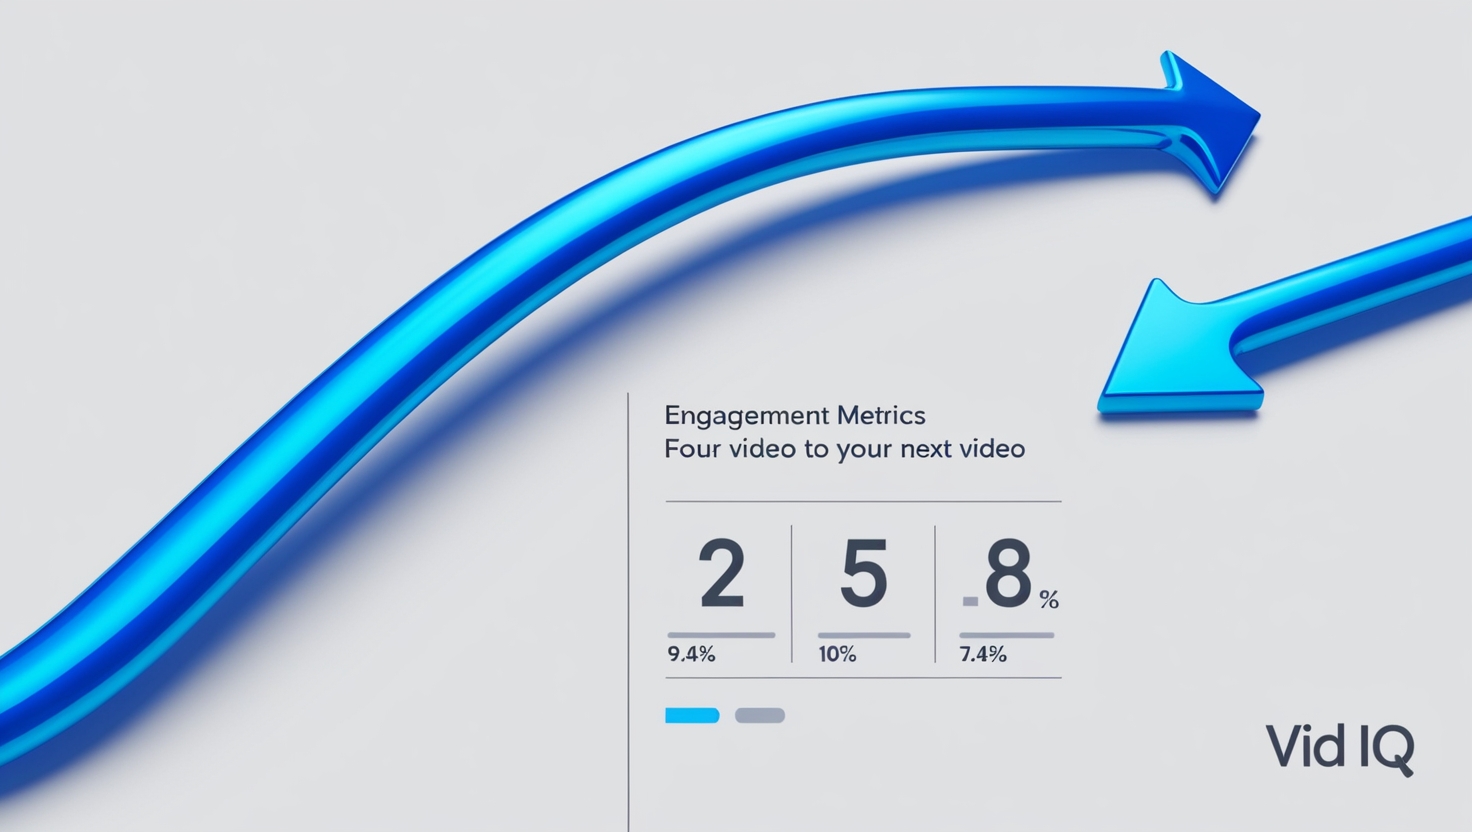 Engagement Metrics
Four video to your next video
2 5 .8%
9.4% 10% 7.4%
Vid IQ